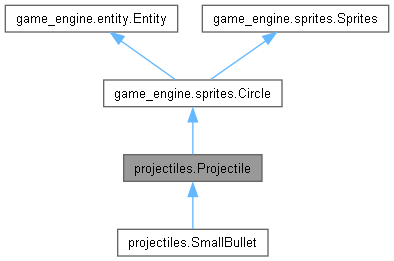 game_engine.entity.Entity
game_engine.sprites.Sprites
game_engine.sprites.Circle
projectiles.Projectile
projectiles.SmallBullet